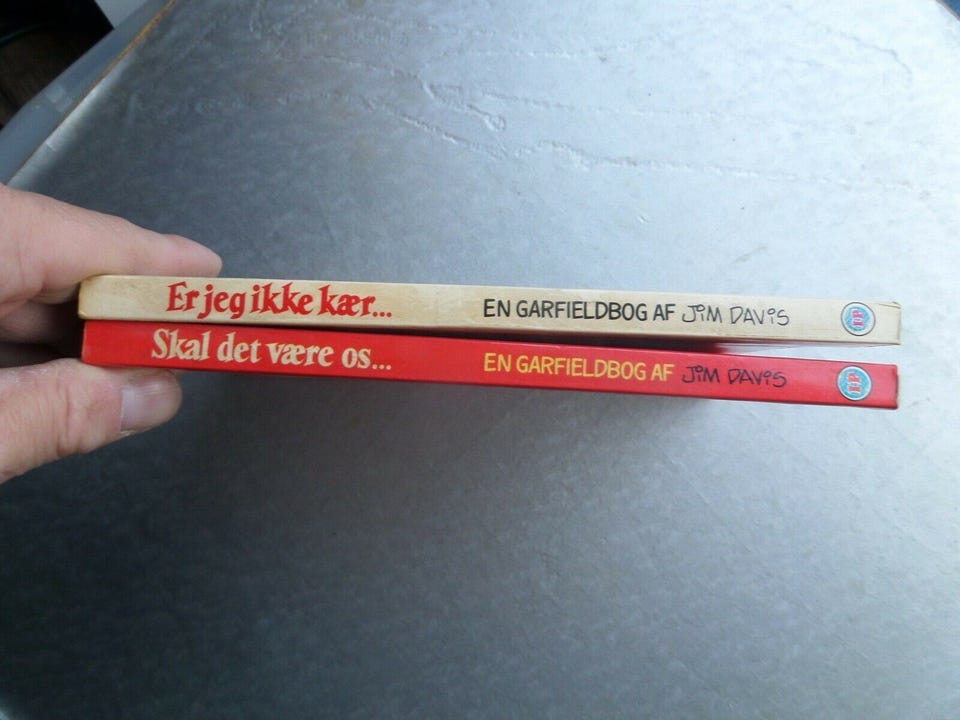 Er jeg ikke kær... EN GARFIELDBOG AF JIM DAVIS
Skal det være os... EN GARFIELDBOG AF JIM DAVIS